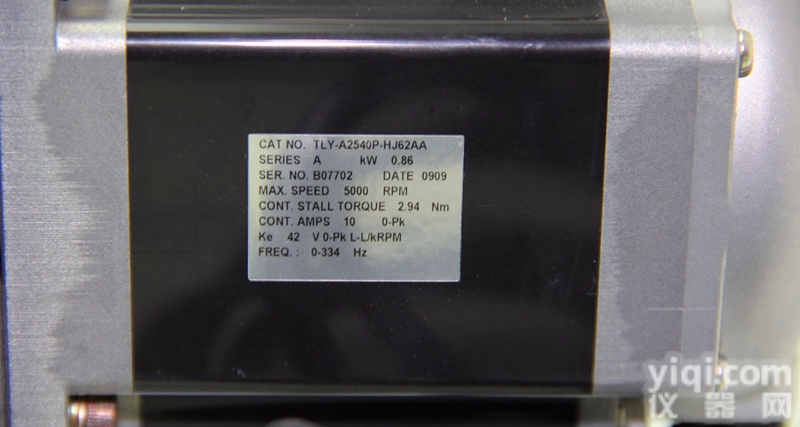 CAT NO. TLY-A2540P-HJ62AA
SERIES A kW 0.86
SER. NO. B07702 DATE 0909
MAX. SPEED 5000 RPM
CONT. STALL TORQUE 2.94 Nm
CONT. AMPS 10 0-Pk
Ke 42 V 0-Pk L-L/kRPM
FREQ. : 0-334 Hz
yiqi.com
仪器网